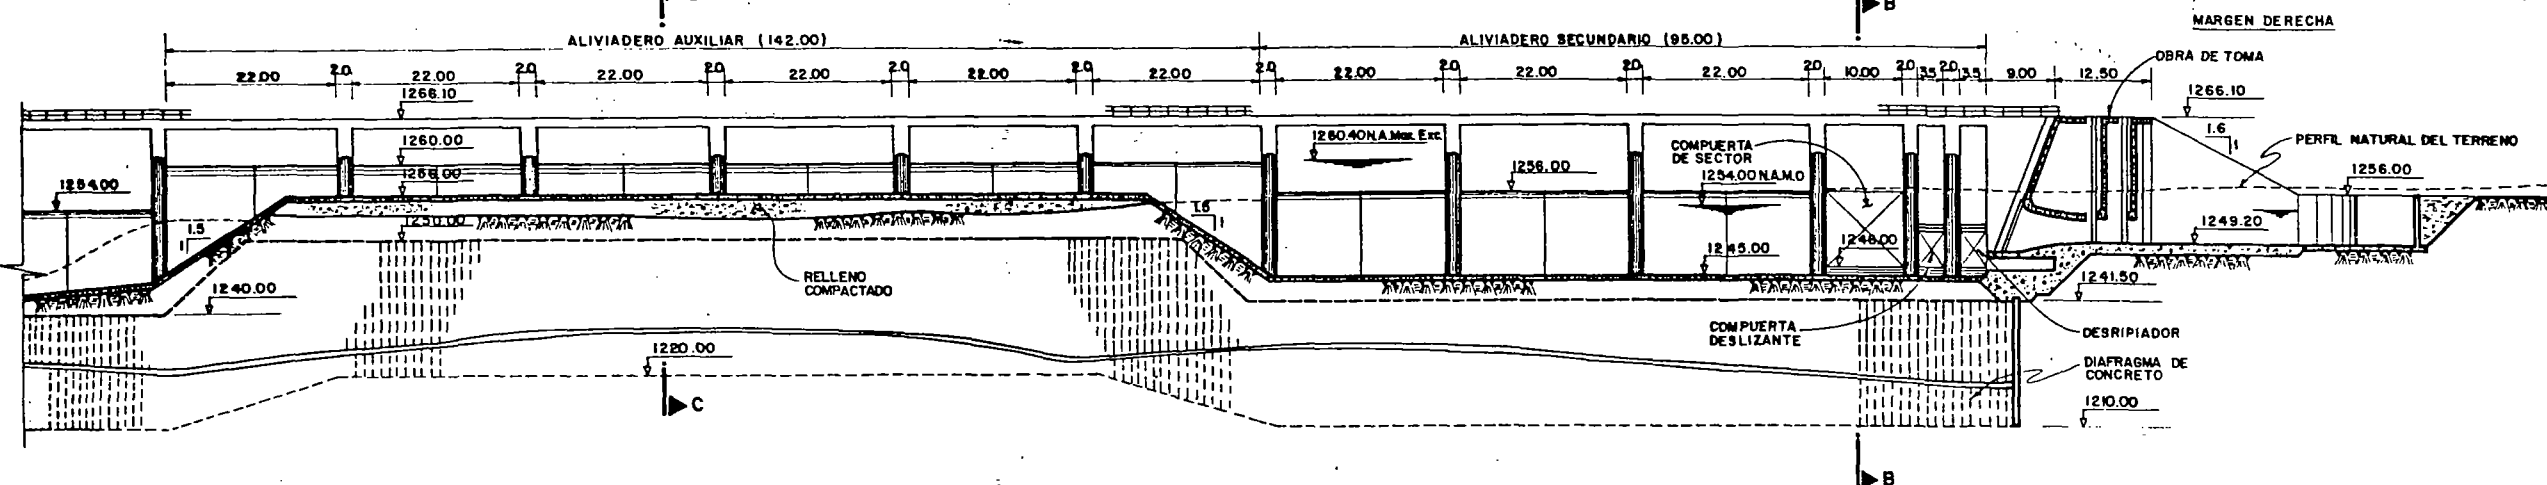 B
MARGEN DERECHA
ALIVIADERO AUXILIAR (142.00)
ALIVIADERO SECUNDARIO (95.00)
OBRA DE TOMA
22.00 2.0 22.00 2.0 22.00 2.0 22.00 2.0 22.00 2.0 22.00 2.0 22.00 2.0 22.00 2.0 22.00 2.0 10.00 2.0 3.5 2.0 3.5 9.00 12.50
1266.10
1266.10
1260.00
1260.40 N.A. Max. Exc.
COMPUERTA
DE SECTOR
1.6
1
PERFIL NATURAL DEL TERRENO
1254.00
1256.00
1254.00 N.A.M.O
1256.00
1250.00
1.5
1
1.5
1
1245.00
1249.20
RELLENO
COMPACTADO
1240.00
1241.50
COMPUERTA
DESLIZANTE
DESRIPIADOR
1220.00
DIAFRAGMA DE
CONCRETO
C
1210.00
B